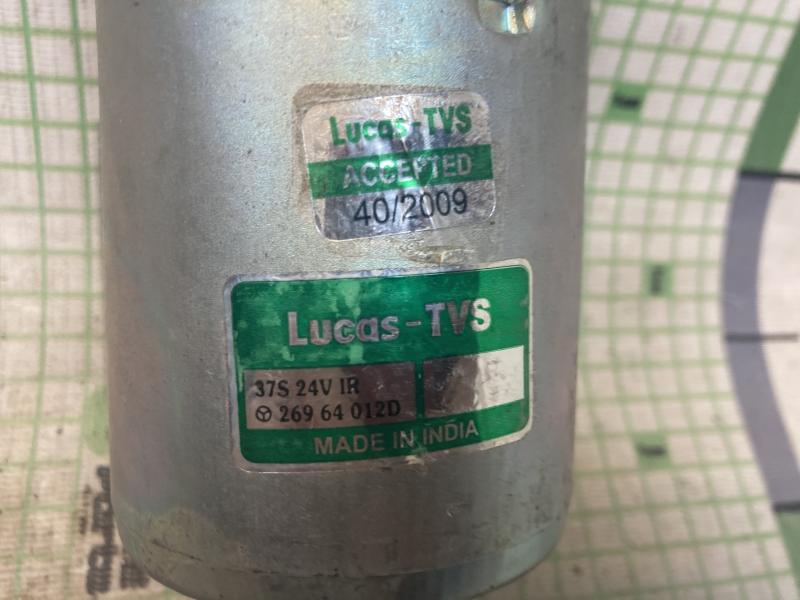 Lucas-TVS
ACCEPTED
40/2009
Lucas-TVS
37S 24V IR
269 64 012D
MADE IN INDIA